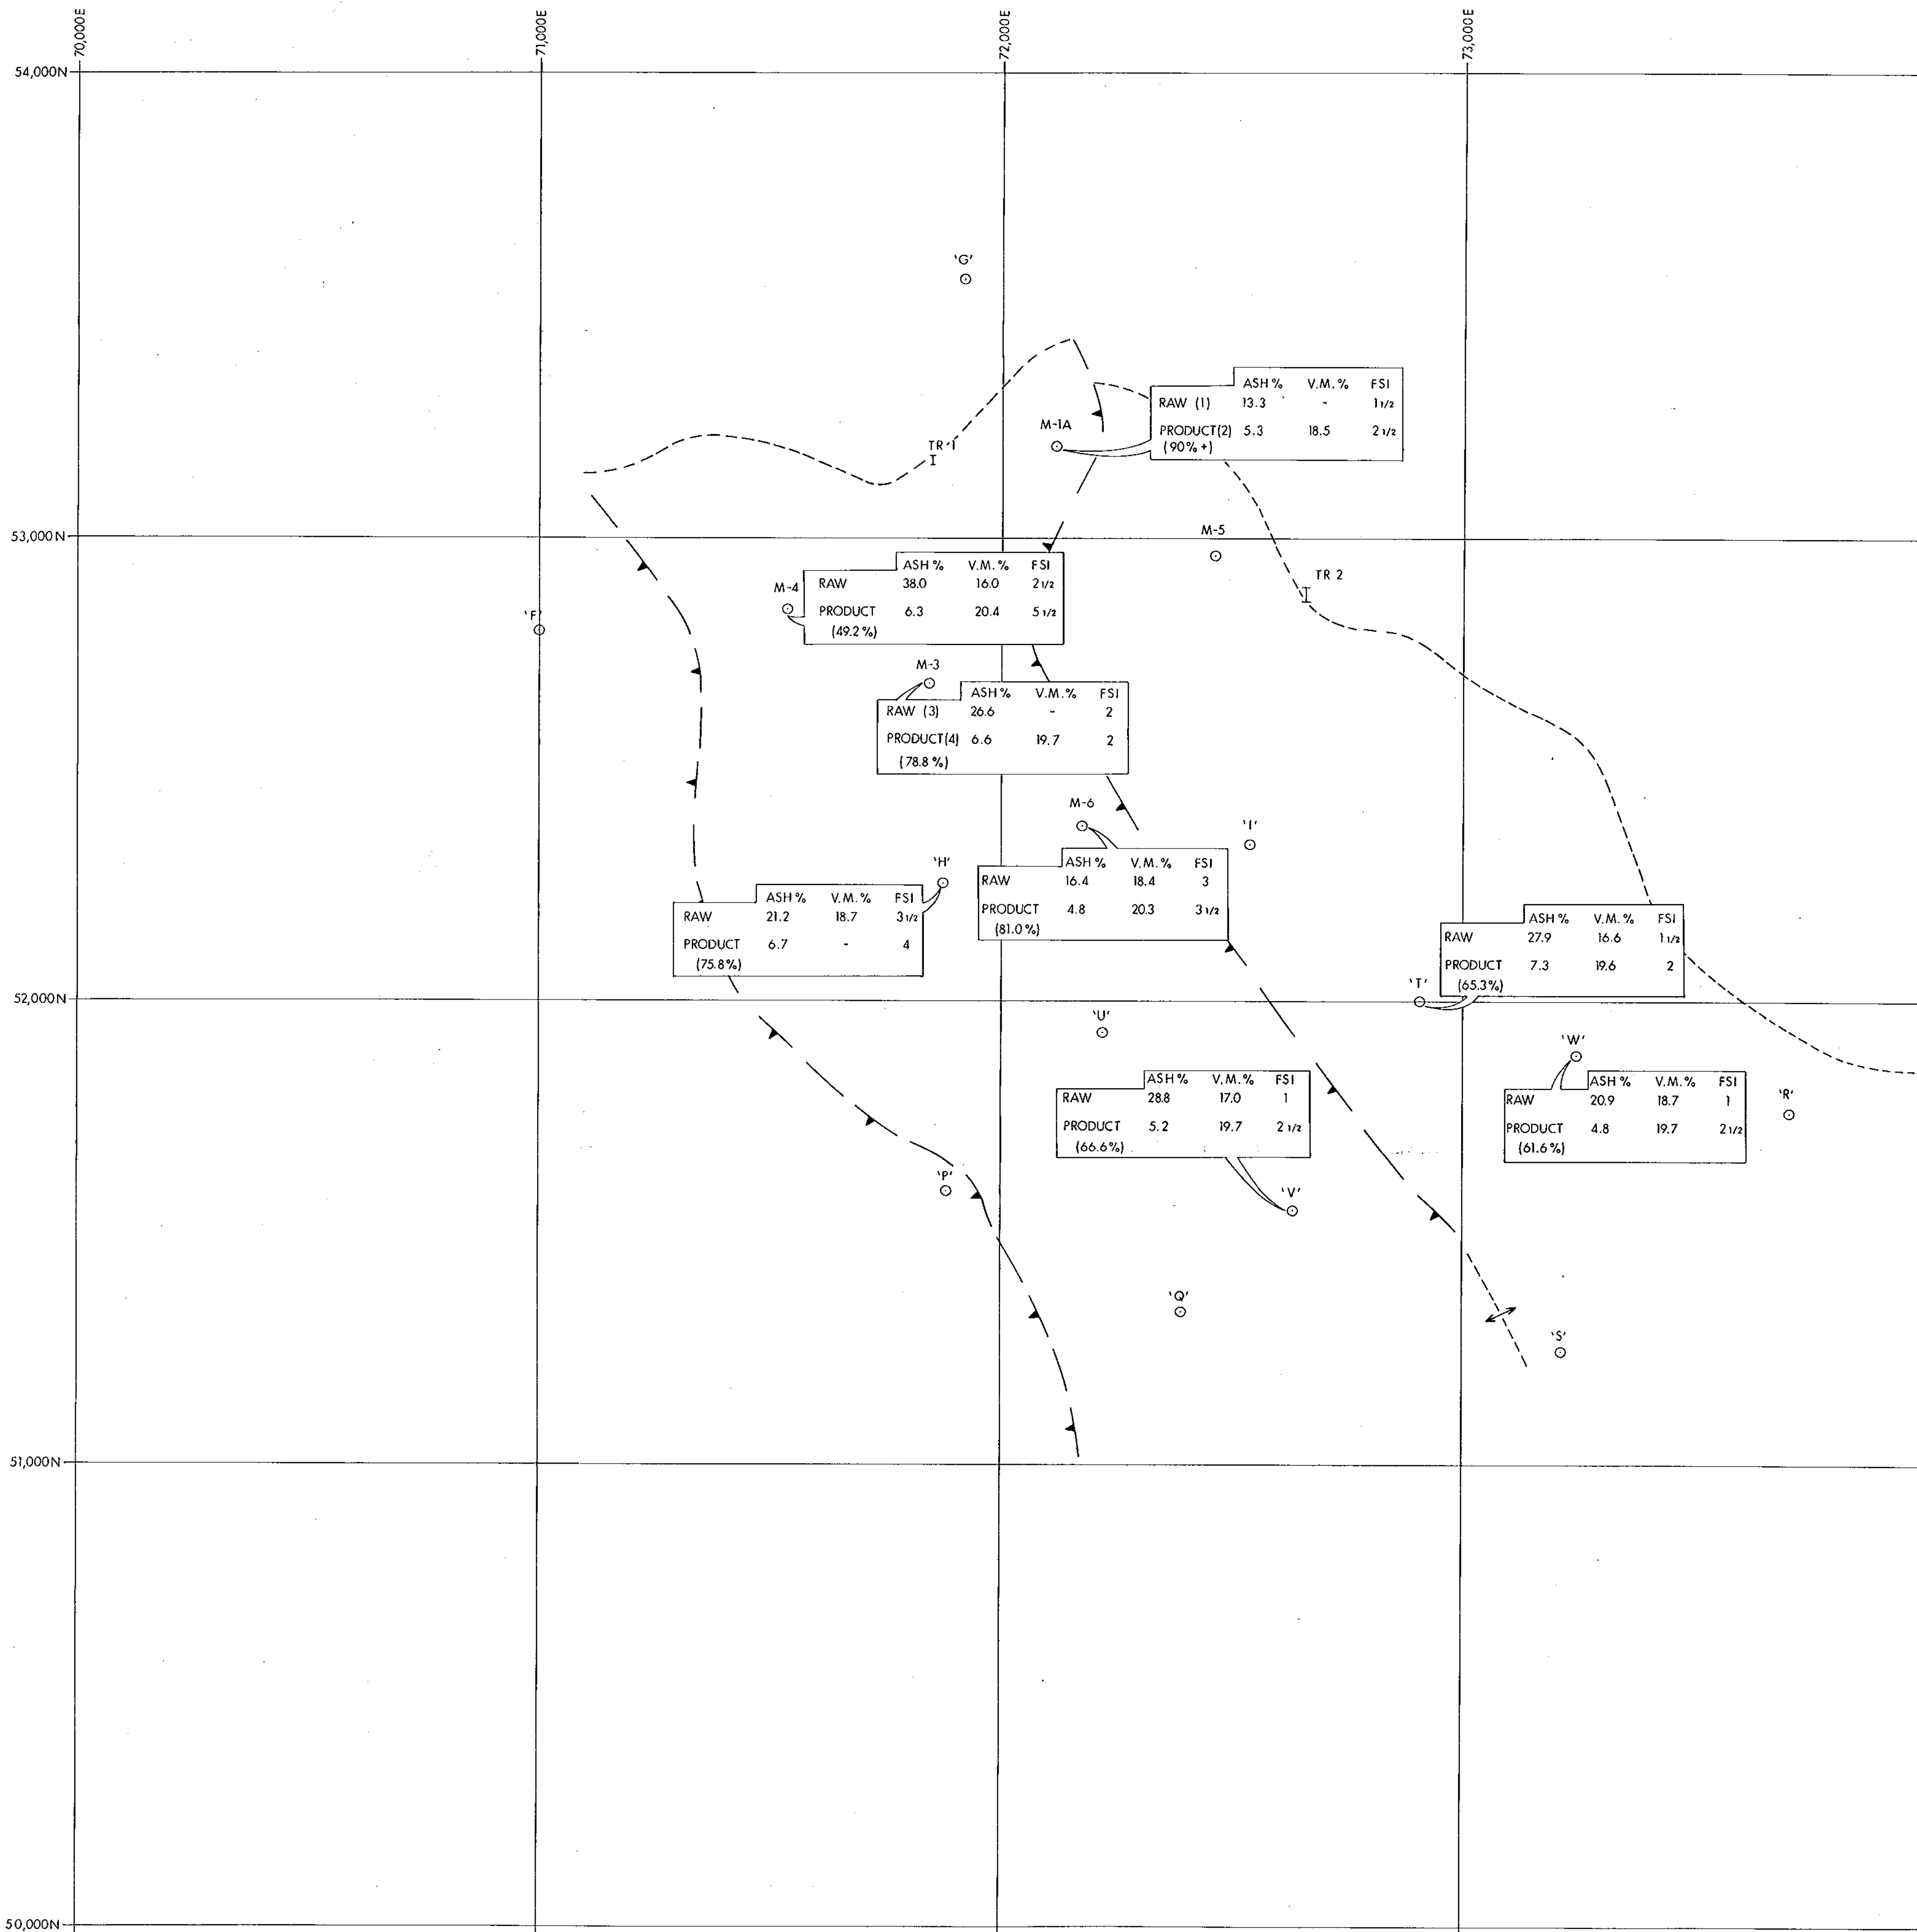 70,000E
71,000E
72,000E
73,000E
54,000N
'G'
ASH % V.M. % FSI
RAW (1) 13.3 - 1 1/2
PRODUCT(2) 5.3 18.5 2 1/2
(90% +)
M-1A
TR 1
53,000N
M-5
ASH % V.M. % FSI
RAW 38.0 16.0 2 1/2
PRODUCT 6.3 20.4 5 1/2
(49.2 %)
M-4
TR 2
'F'
M-3
ASH % V.M. % FSI
RAW (3) 26.6 - 2
PRODUCT(4) 6.6 19.7 2
(78.8 %)
M-6
'I'
ASH % V.M. % FSI
RAW 16.4 18.4 3
PRODUCT 4.8 20.3 3 1/2
(81.0 %)
'H'
ASH % V.M. % FSI
RAW 21.2 18.7 3 1/2
PRODUCT 6.7 - 4
(75.8%)
ASH % V.M. % FSI
RAW 27.9 16.6 1 1/2
PRODUCT 7.3 19.6 2
(65.3%)
'T'
52,000N
'U'
'W'
ASH % V.M. % FSI
RAW 28.8 17.0 1
PRODUCT 5.2 19.7 2 1/2
(66.6 %)
ASH % V.M. % FSI
RAW 20.9 18.7 1
PRODUCT 4.8 19.7 2 1/2
(61.6 %)
'R'
'P'
'V'
'Q'
'S'
51,000N
50,000N